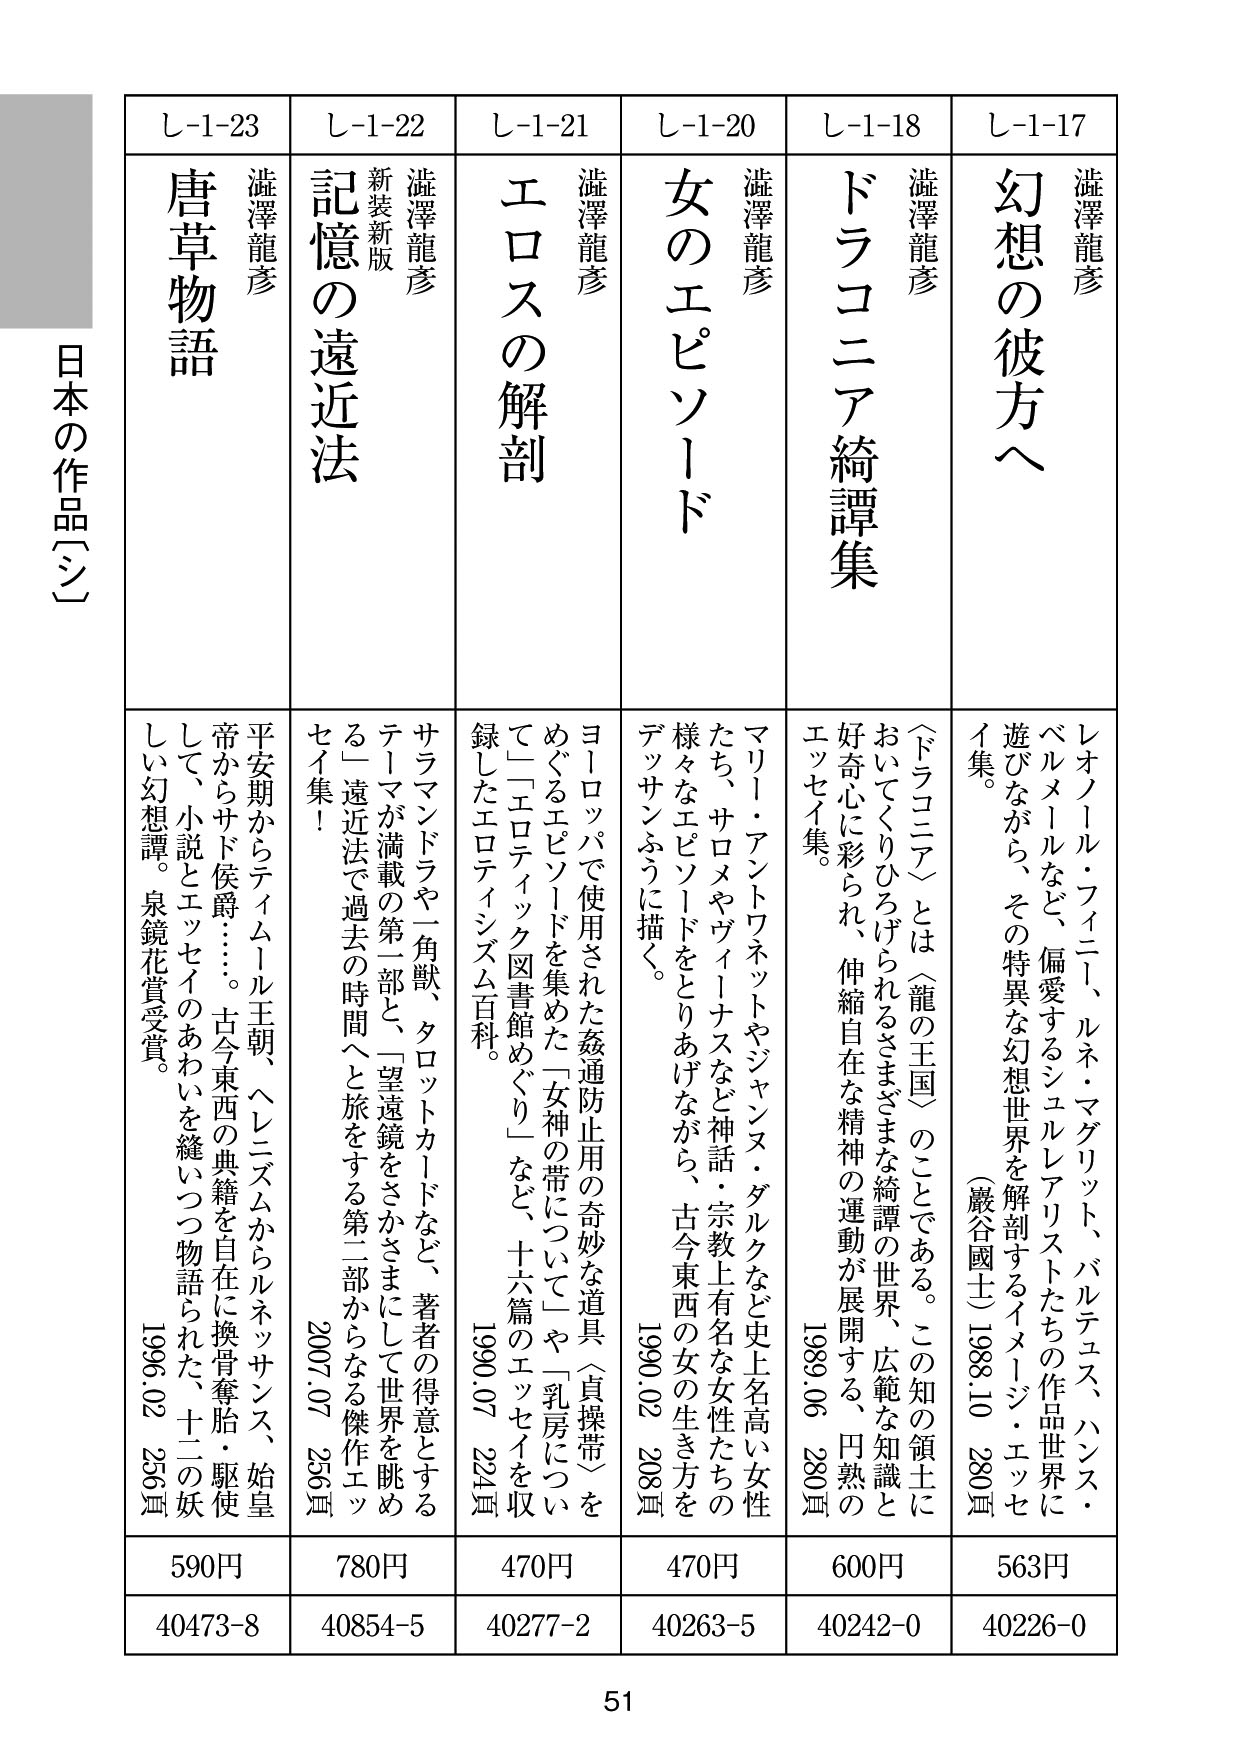 し-1-17
澁澤龍彦
幻想の彼方へ
レオノール・フィニー、ルネ・マグリット、バルテュス、ハンス・
ベルメールなど、偏愛するシュルレアリストたちの作品世界に
遊びながら、その特異な幻想世界を解剖するイメージ・エッセ
イ集。
（巖谷國士）1988.10　280頁
563円
40226-0
し-1-18
澁澤龍彦
ドラコニア綺譚集
〈ドラコニア〉とは〈龍の王国〉のことである。この知の領土に
おいてくりひろげられるさまざまな綺譚の世界、広範な知識と
好奇心に彩られ、伸縮自在な精神の運動が展開する、円熟の
エッセイ集。
1989.06　280頁
600円
40242-0
し-1-20
澁澤龍彦
女のエピソード
マリー・アントワネットやジャンヌ・ダルクなど史上名高い女性
たち、サロメやヴィーナスなど神話・宗教上有名な女性たちの
様々なエピソードをとりあげながら、古今東西の女の生き方を
デッサンふうに描く。
1990.02　208頁
470円
40263-5
し-1-21
澁澤龍彦
エロスの解剖
ヨーロッパで使用された姦通防止用の奇妙な道具〈貞操帯〉を
めぐるエピソードを集めた「女神の帯について」や「乳房につい
て」「エロティック図書館めぐり」など、十六篇のエッセイを収
録したエロティシズム百科。
1990.07　224頁
470円
40277-2
し-1-22
澁澤龍彦
新装新版
記憶の遠近法
サラマンドラや一角獣、タロットカードなど、著者の得意とする
テーマが満載の第一部と、「望遠鏡をさかさまにして世界を眺め
る」遠近法で過去の時間へと旅をする第二部からなる傑作エッ
セイ集！
2007.07　256頁
780円
40854-5
し-1-23
澁澤龍彦
唐草物語
平安期からティムール王朝、ヘレニズムからルネッサンス、始皇
帝からサド侯爵……。古今東西の典籍を自在に換骨奪胎・駆使
して、小説とエッセイのあわいを縫いつつ物語られた、十二の妖
しい幻想譚。泉鏡花賞受賞。
1996.02　256頁
590円
40473-8
日本の作品〔シ〕
51